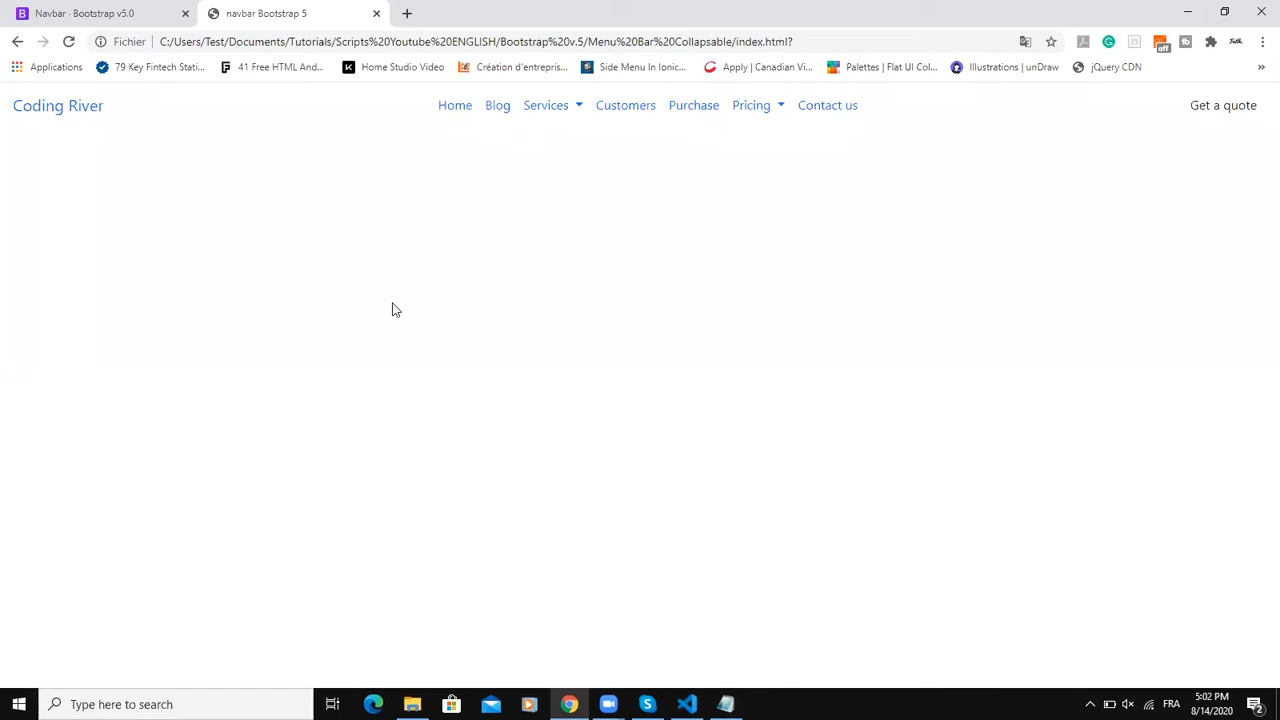 Navbar · Bootstrap v5.0
navbar Bootstrap 5
Fichier
C:/Users/Test/Documents/Tutorials/Scripts%20Youtube%20ENGLISH/Bootstrap%20v.5/Menu%20Bar%20Collapsable/index.html?
off
Applications
79 Key Fintech Stati...
41 Free HTML And...
Home Studio Video
Création d'entrepris...
Side Menu In Ionic...
Apply | Canadian Vi...
Palettes | Flat UI Col...
Illustrations | unDraw
jQuery CDN
»
Coding River
Home
Blog
Services
Customers
Purchase
Pricing
Contact us
Get a quote
Type here to search
FRA
5:02 PM
8/14/2020
2